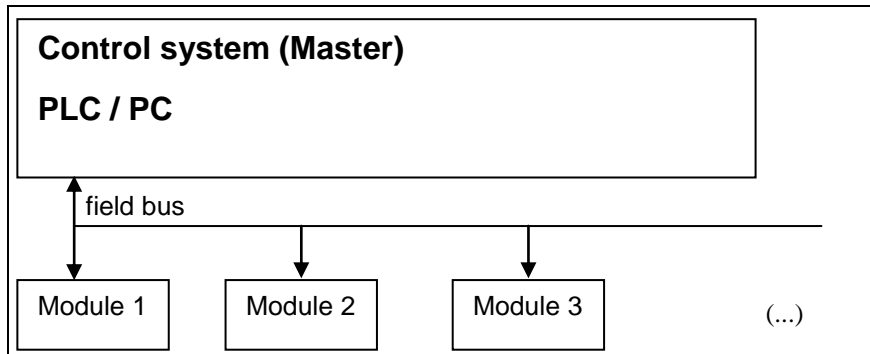 Control system (Master)
PLC / PC
field bus
Module 1
Module 2
Module 3
(...)